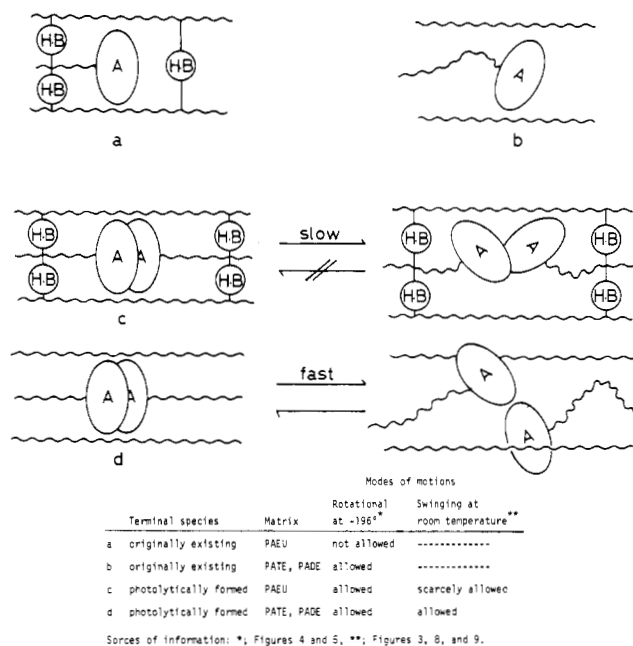 H·B
H·B
A
H·B
a
A
b
H·B
H·B
A
A
H·B
H·B
c
slow
H·B
H·B
A
A
H·B
H·B
A
A
d
fast
A
A
Modes of motions
Rotational Swinging at
Terminal species Matrix at -196°* room temperature**
a originally existing PAEU not allowed -------------
b originally existing PATE, PADE allowed -------------
c photolytically formed PAEU allowed scarcely allowed
d photolytically formed PATE, PADE allowed allowed
Sorces of information: *; Figures 4 and 5, **; Figures 3, 8, and 9.